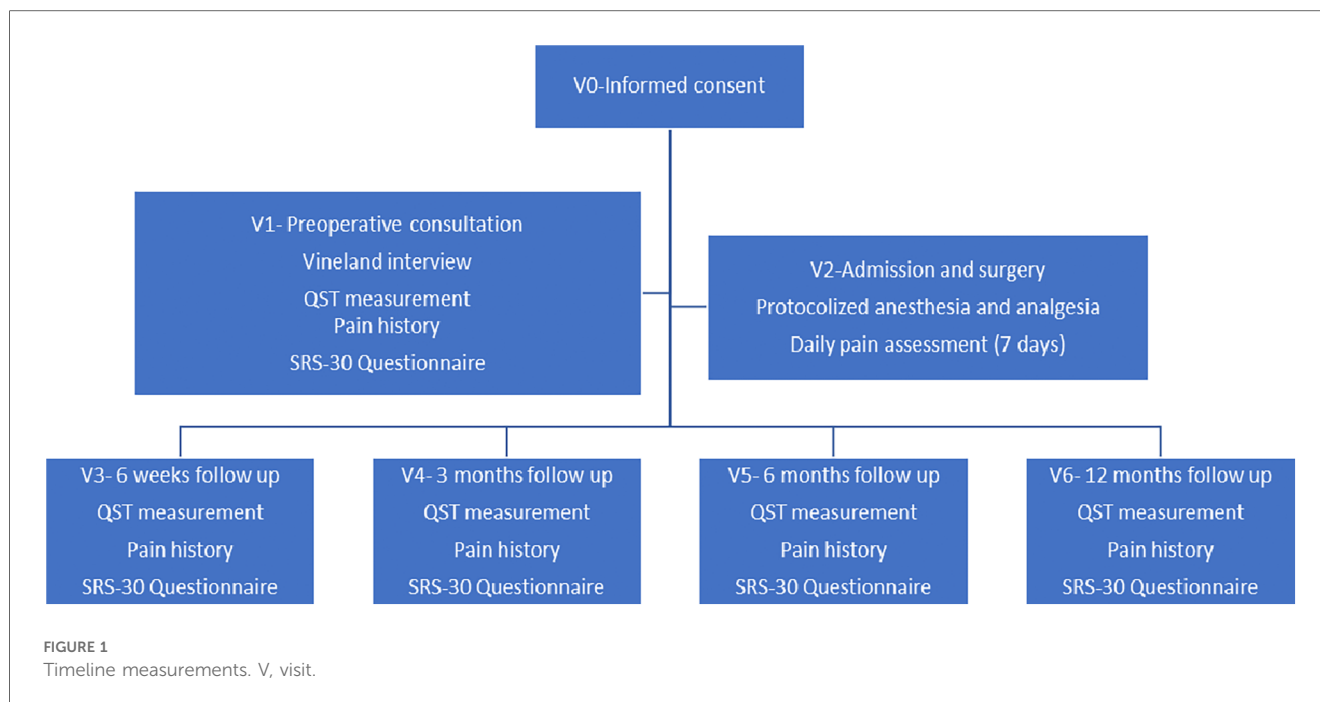 V0-Informed consent
V1- Preoperative consultation
Vineland interview
QST measurement
Pain history
SRS-30 Questionnaire
V2-Admission and surgery
Protocolized anesthesia and analgesia
Daily pain assessment (7 days)
V3- 6 weeks follow up
QST measurement
Pain history
SRS-30 Questionnaire
V4- 3 months follow up
QST measurement
Pain history
SRS-30 Questionnaire
V5- 6 months follow up
QST measurement
Pain history
SRS-30 Questionnaire
V6- 12 months follow up
QST measurement
Pain history
SRS-30 Questionnaire
FIGURE 1
Timeline measurements. V, visit.